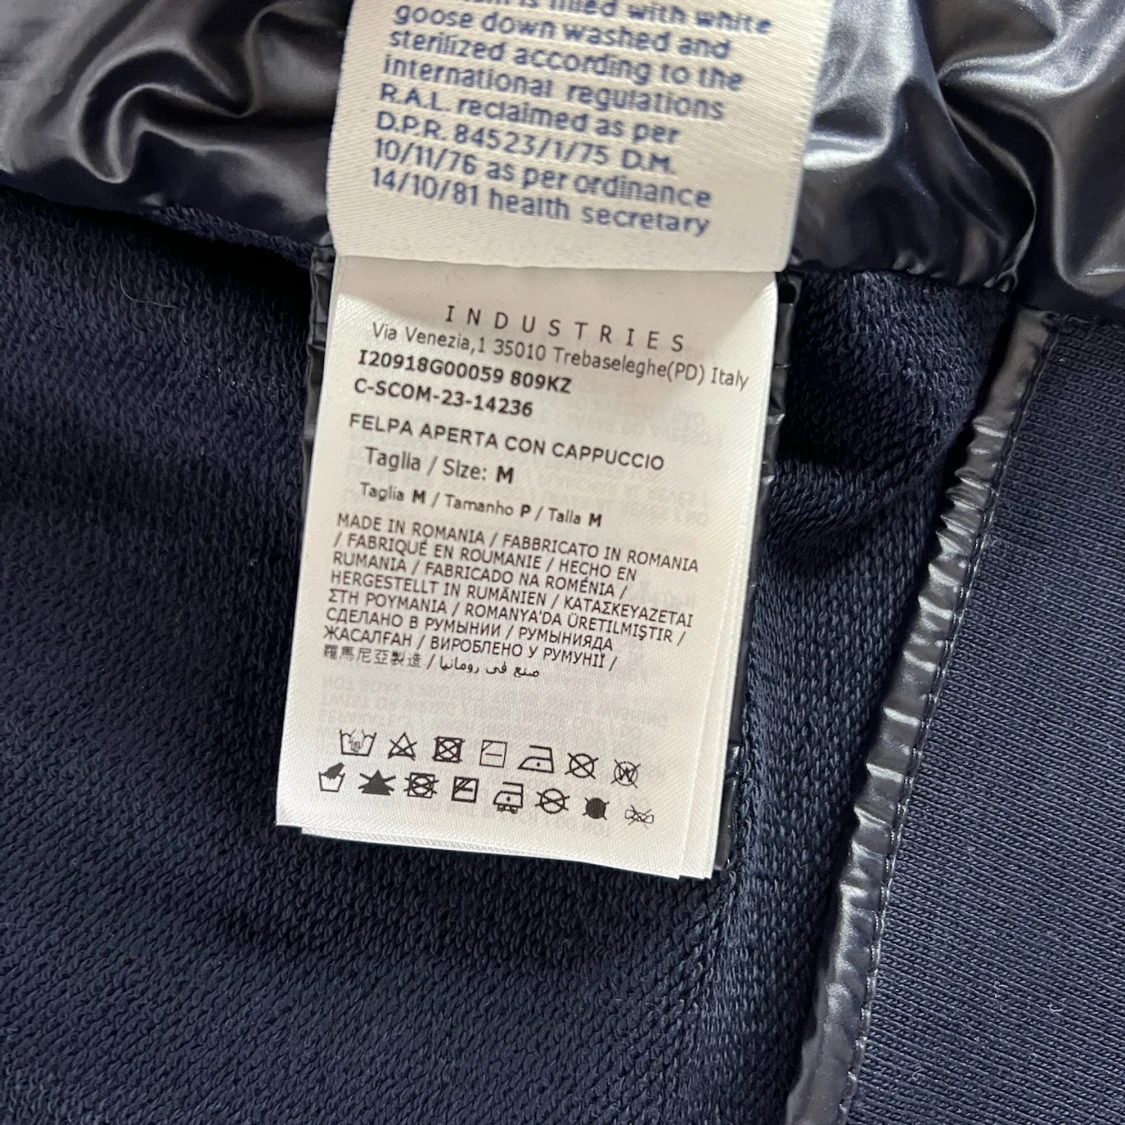 is filled with white
goose down washed and
sterilized according to the
international regulations
R.A.L. reclaimed as per
D.P.R. 84523/1/75 D.M.
10/11/76 as per ordinance
14/10/81 health secretary
INDUSTRIES
Via Venezia,1 35010 Trebaseleghe(PD) Italy
I20918G00059 809KZ
C-SCOM-23-14236
FELPA APERTA CON CAPPUCCIO
Taglia / Size: M
Taglia M / Tamanho P / Talla M
MADE IN ROMANIA / FABBRICATO IN ROMANIA
/ FABRIQUÉ EN ROUMANIE / HECHO EN
RUMANIA / FABRICADO NA ROMÉNIA /
HERGESTELLT IN RUMÄNIEN / ΚΑΤΑΣΚΕΥΑΖΕΤΑΙ
ΣΤΗ ΡΟΥΜΑΝΙΑ / ROMANYA'DA ÜRETILMIŞTIR /
СДЕЛАНО В РУМЫНИИ / РУМЫНИЯДА
ЖАСАЛҒАН / ВИРОБЛЕНО У РУМУНІЇ /
羅馬尼亞製造 / صنع في رومانيا